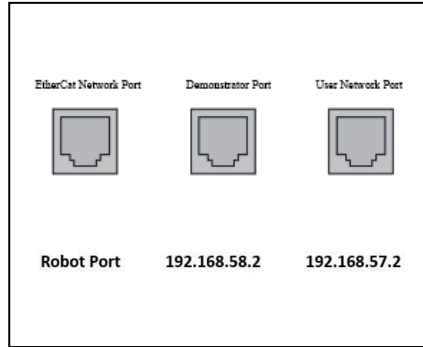 EtherCat Network Port Demonstrator Port User Network Port
Robot Port 192.168.58.2 192.168.57.2